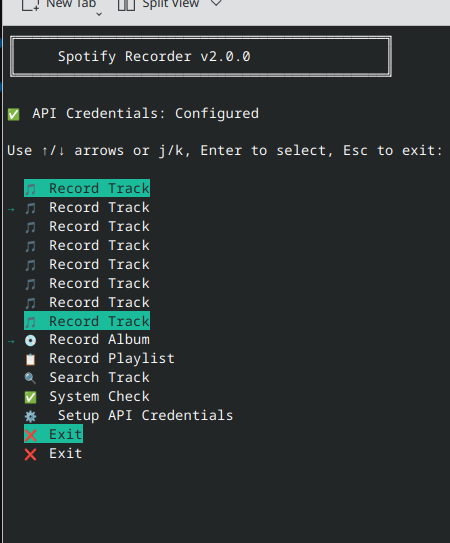 New Tab Split View
Spotify Recorder v2.0.0
✅ API Credentials: Configured
Use ↑/↓ arrows or j/k, Enter to select, Esc to exit:
🎵 Record Track
→ 🎵 Record Track
🎵 Record Track
🎵 Record Track
🎵 Record Track
🎵 Record Track
🎵 Record Track
🎵 Record Track
→ 💿 Record Album
📋 Record Playlist
🔍 Search Track
✅ System Check
⚙️ Setup API Credentials
❌ Exit
❌ Exit